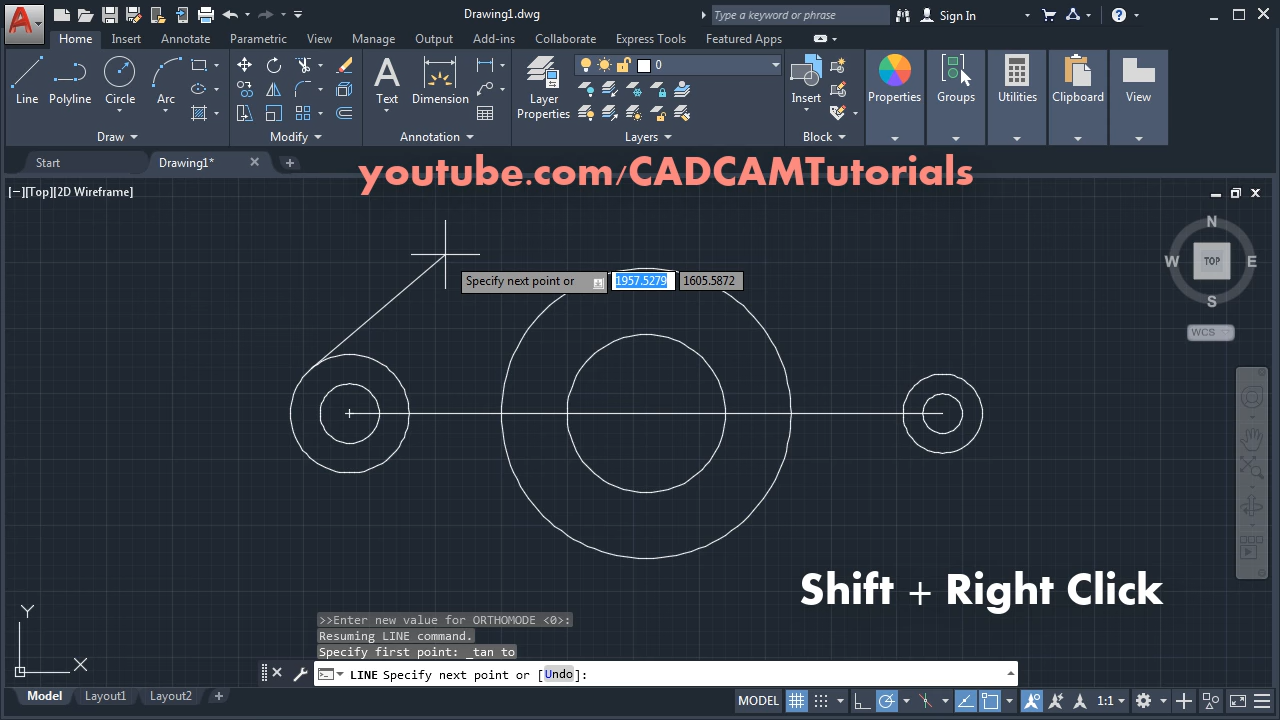 Drawing1.dwg
Type a keyword or phrase
Sign In
Home
Insert
Annotate
Parametric
View
Manage
Output
Add-ins
Collaborate
Express Tools
Featured Apps
Line
Polyline
Circle
Arc
Text
Dimension
Layer
Properties
0
Insert
Properties
Groups
Utilities
Clipboard
View
Draw
Modify
Annotation
Layers
Block
Start
Drawing1*
youtube.com/CADCAMTutorials
[−][Top][2D Wireframe]
N
W
TOP
E
S
WCS
Specify next point or
1957.5279
1605.5872
Shift + Right Click
Y
X
>>Enter new value for ORTHOMODE <0>:
Resuming LINE command.
Specify first point: _tan to
LINE Specify next point or [Undo]:
Model
Layout1
Layout2
MODEL
1:1